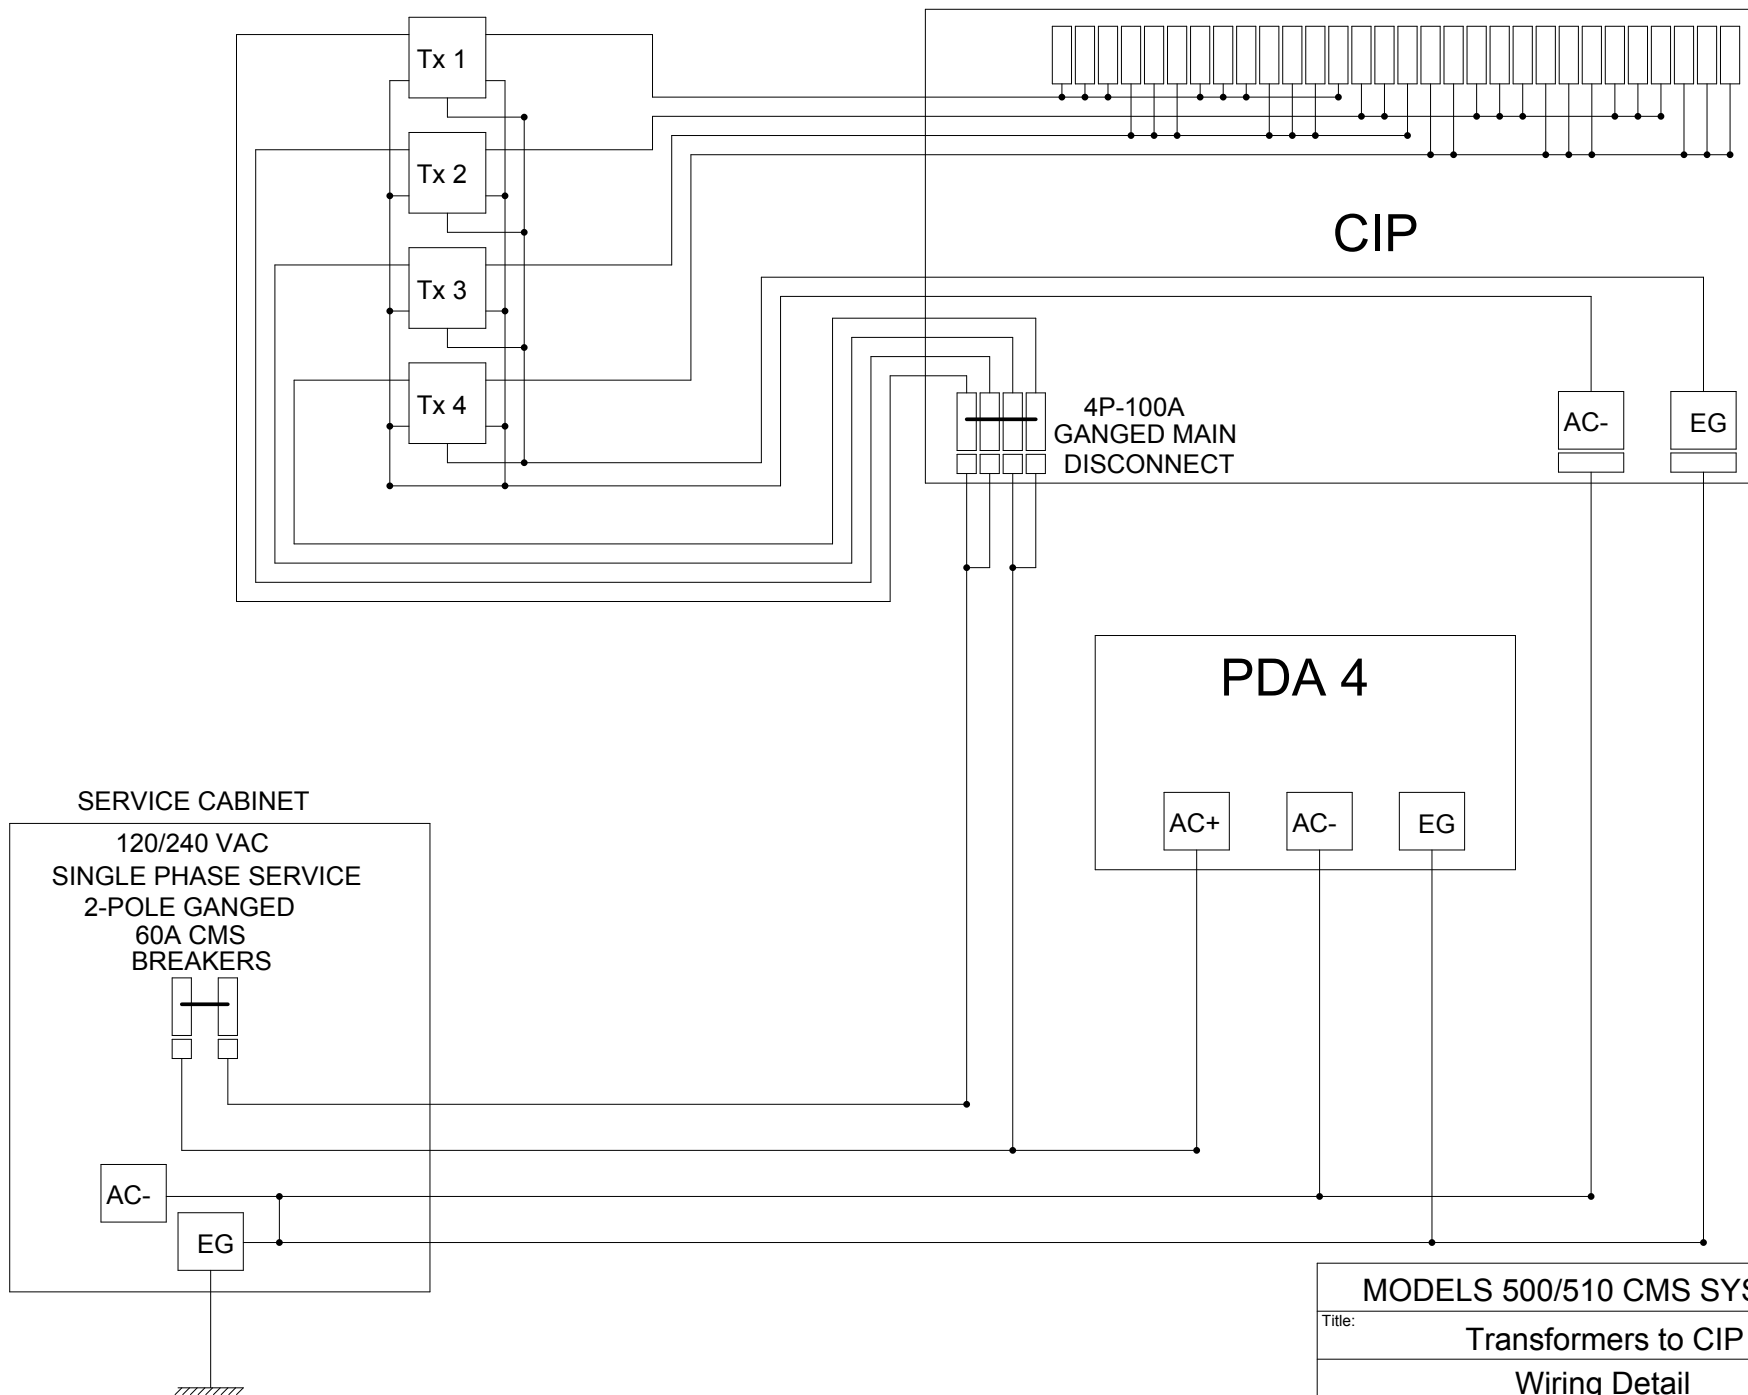 Tx 1
Tx 2
Tx 3
Tx 4
CIP
4P-100A
GANGED MAIN
DISCONNECT
AC-
EG
PDA 4
AC+
AC-
EG
SERVICE CABINET
120/240 VAC
SINGLE PHASE SERVICE
2-POLE GANGED
60A CMS
BREAKERS
AC-
EG
MODELS 500/510 CMS SYS
Title:
Transformers to CIP
Wiring Detail